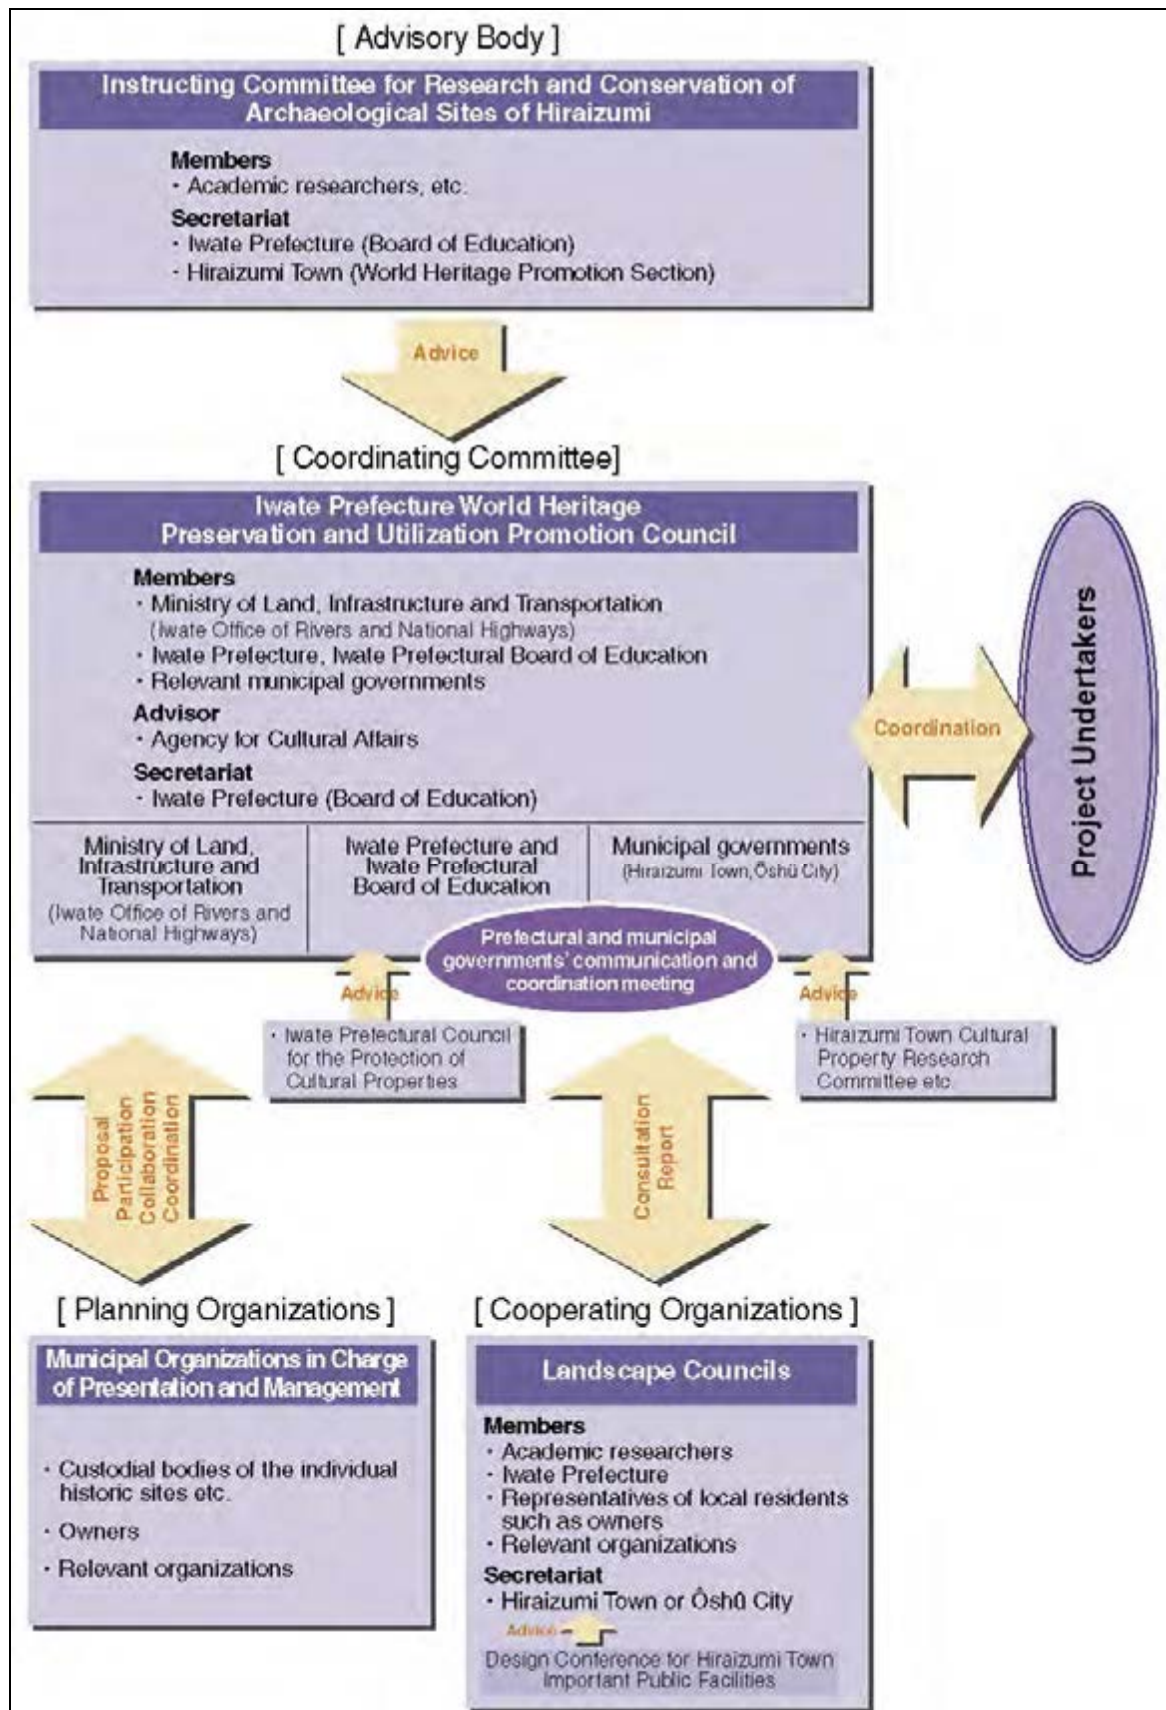 [ Advisory Body ]
Instructing Committee for Research and Conservation of
Archaeological Sites of Hiraizumi
Members
· Academic researchers, etc.
Secretariat
· Iwate Prefecture (Board of Education)
· Hiraizumi Town (World Heritage Promotion Section)
Advice
[ Coordinating Committee]
Iwate Prefecture World Heritage
Preservation and Utilization Promotion Council
Members
· Ministry of Land, Infrastructure and Transportation
(Iwate Office of Rivers and National Highways)
· Iwate Prefecture, Iwate Prefectural Board of Education
· Relevant municipal governments
Advisor
· Agency for Cultural Affairs
Secretariat
· Iwate Prefecture (Board of Education)
Coordination
Project Undertakers
Ministry of Land,
Infrastructure and
Transportation
(Iwate Office of Rivers and
National Highways)
Iwate Prefecture and
Iwate Prefectural
Board of Education
Municipal governments
(Hiraizumi Town, Ôshû City)
Prefectural and municipal
governments' communication and
coordination meeting
Advice
· Iwate Prefectural Council
for the Protection of
Cultural Properties
Advice
· Hiraizumi Town Cultural
Property Research
Committee etc.
Proposal
Participation
Collaboration
Coordination
Consultation
Report
[ Planning Organizations ]
Municipal Organizations in Charge
of Presentation and Management
· Custodial bodies of the individual
historic sites etc.
· Owners
· Relevant organizations
[ Cooperating Organizations ]
Landscape Councils
Members
· Academic researchers
· Iwate Prefecture
· Representatives of local residents
such as owners
· Relevant organizations
Secretariat
· Hiraizumi Town or Ôshû City
Advice
Design Conference for Hiraizumi Town
Important Public Facilities